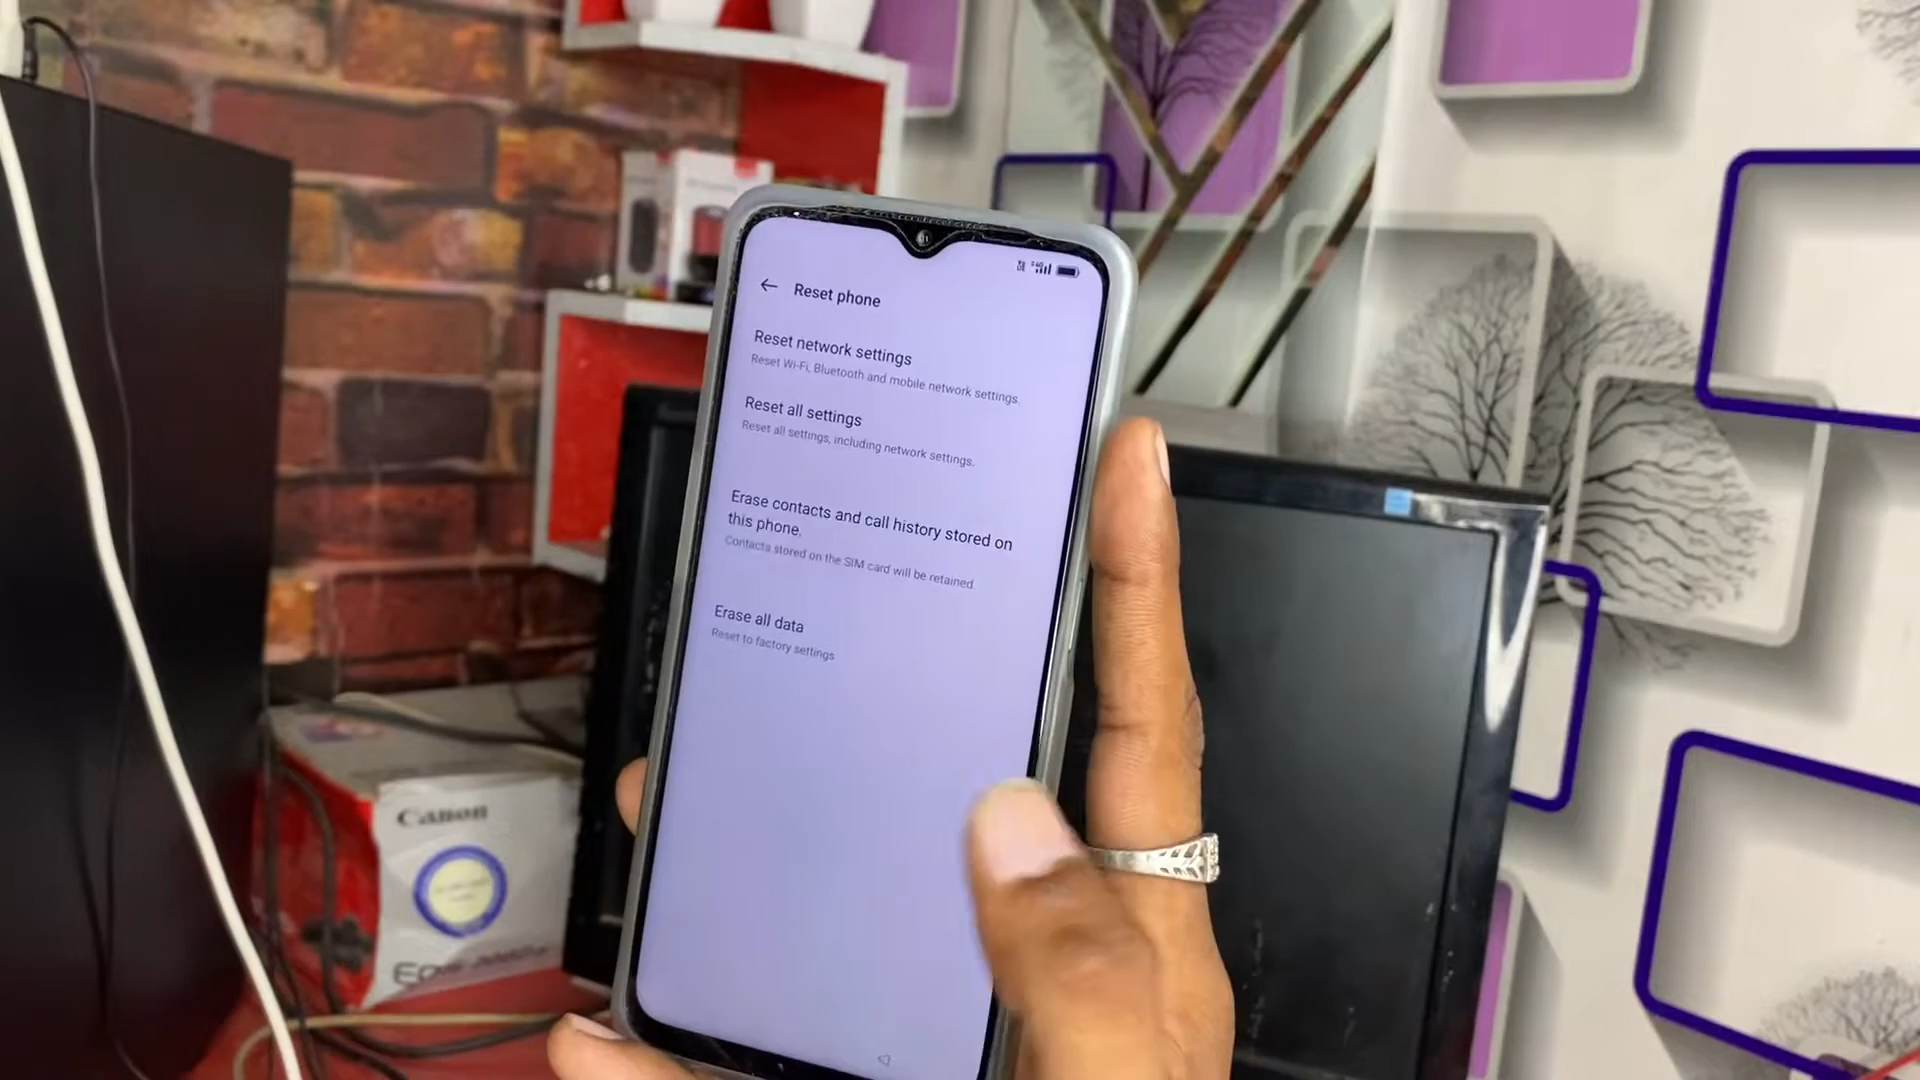 Reset phone
Reset network settings
Reset Wi-Fi, Bluetooth and mobile network settings.
Reset all settings
Reset all settings, including network settings.
Erase contacts and call history stored on
this phone.
Contacts stored on the SIM card will be retained
Erase all data
Reset to factory settings
Canon